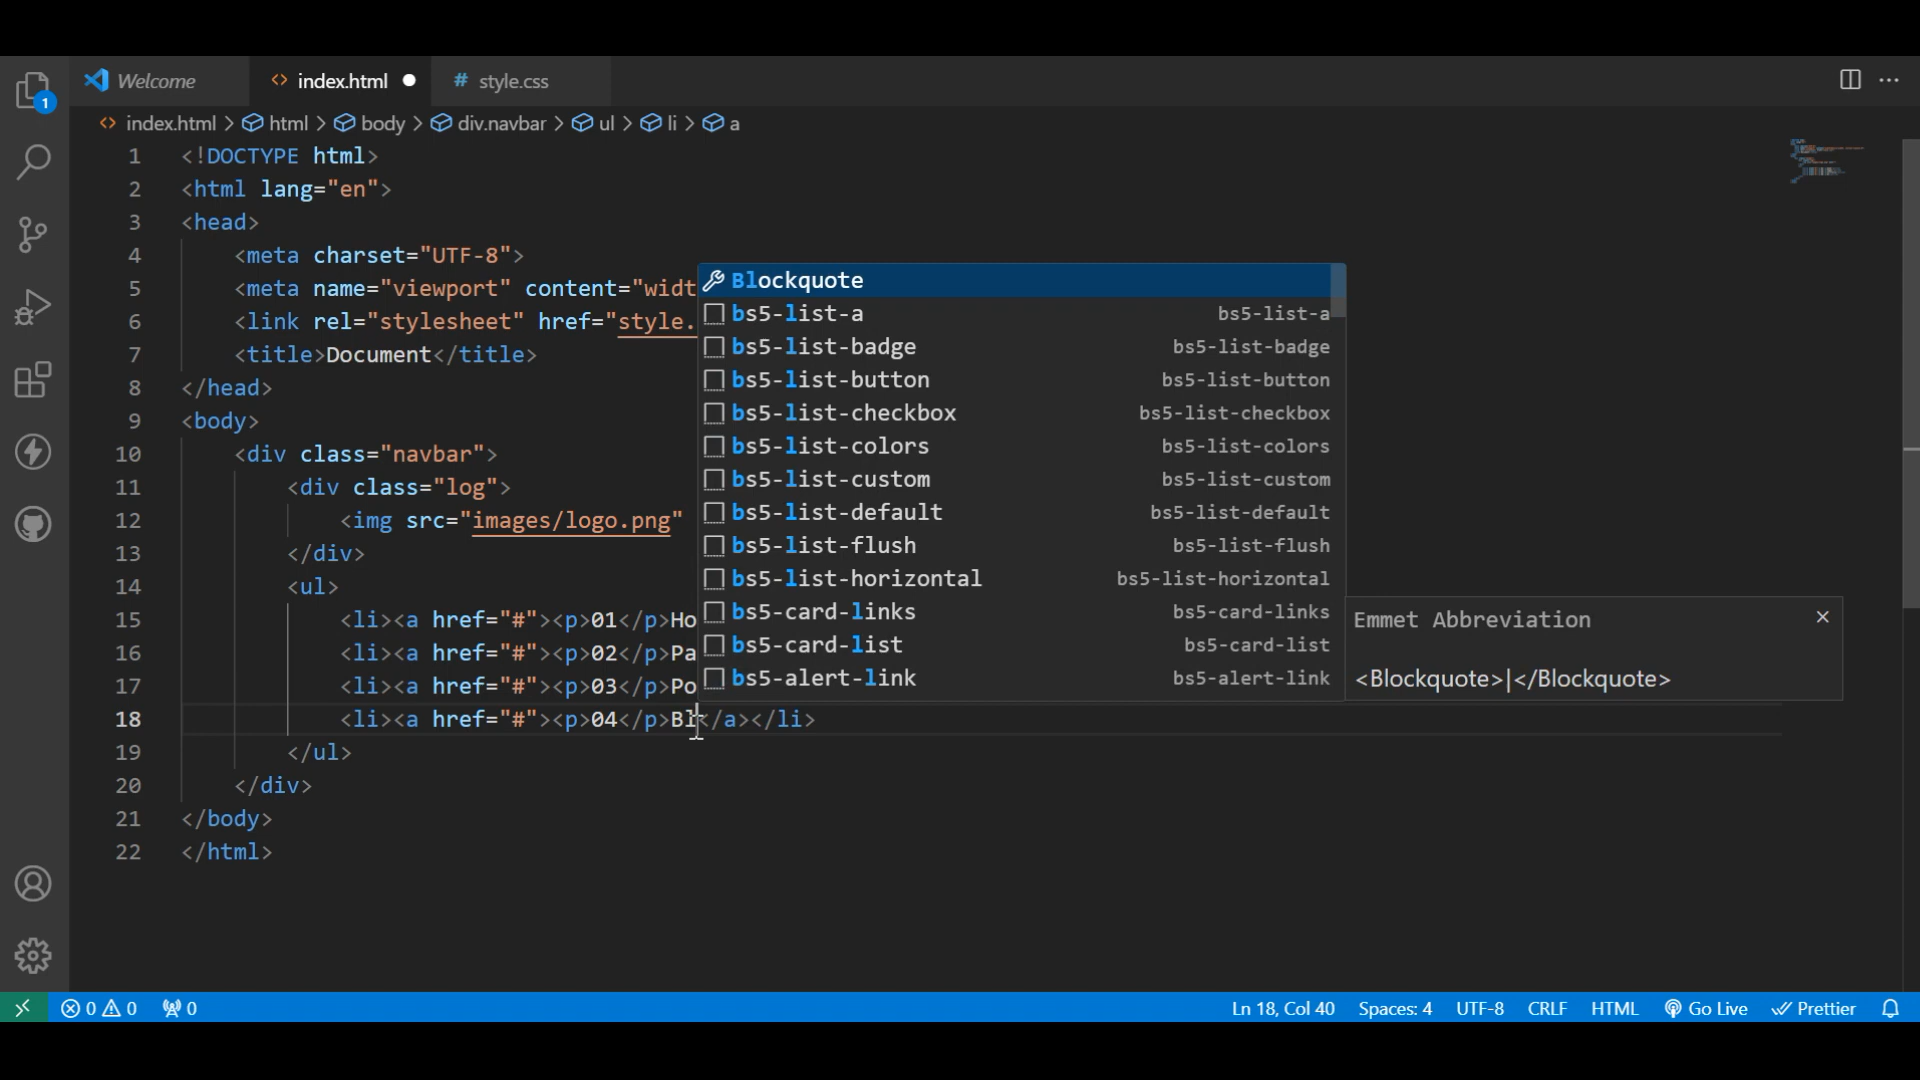 Welcome
index.html
# style.css
1
index.html > html > body > div.navbar > ul > li > a
1 <!DOCTYPE html>
2 <html lang="en">
3 <head>
4 <meta charset="UTF-8">
5 <meta name="viewport" content="widt
6 <link rel="stylesheet" href="style.
7 <title>Document</title>
8 </head>
9 <body>
10 <div class="navbar">
11 <div class="log">
12 <img src="images/logo.png"
13 </div>
14 <ul>
15 <li><a href="#"><p>01</p>Ho
16 <li><a href="#"><p>02</p>Pa
17 <li><a href="#"><p>03</p>Po
18 <li><a href="#"><p>04</p>Bl</a></li>
19 </ul>
20 </div>
21 </body>
22 </html>
Blockquote
bs5-list-a bs5-list-a
bs5-list-badge bs5-list-badge
bs5-list-button bs5-list-button
bs5-list-checkbox bs5-list-checkbox
bs5-list-colors bs5-list-colors
bs5-list-custom bs5-list-custom
bs5-list-default bs5-list-default
bs5-list-flush bs5-list-flush
bs5-list-horizontal bs5-list-horizontal
bs5-card-links bs5-card-links
bs5-card-list bs5-card-list
bs5-alert-link bs5-alert-link
Emmet Abbreviation
<Blockquote>|</Blockquote>
0 0 0 Ln 18, Col 40 Spaces: 4 UTF-8 CRLF HTML Go Live Prettier